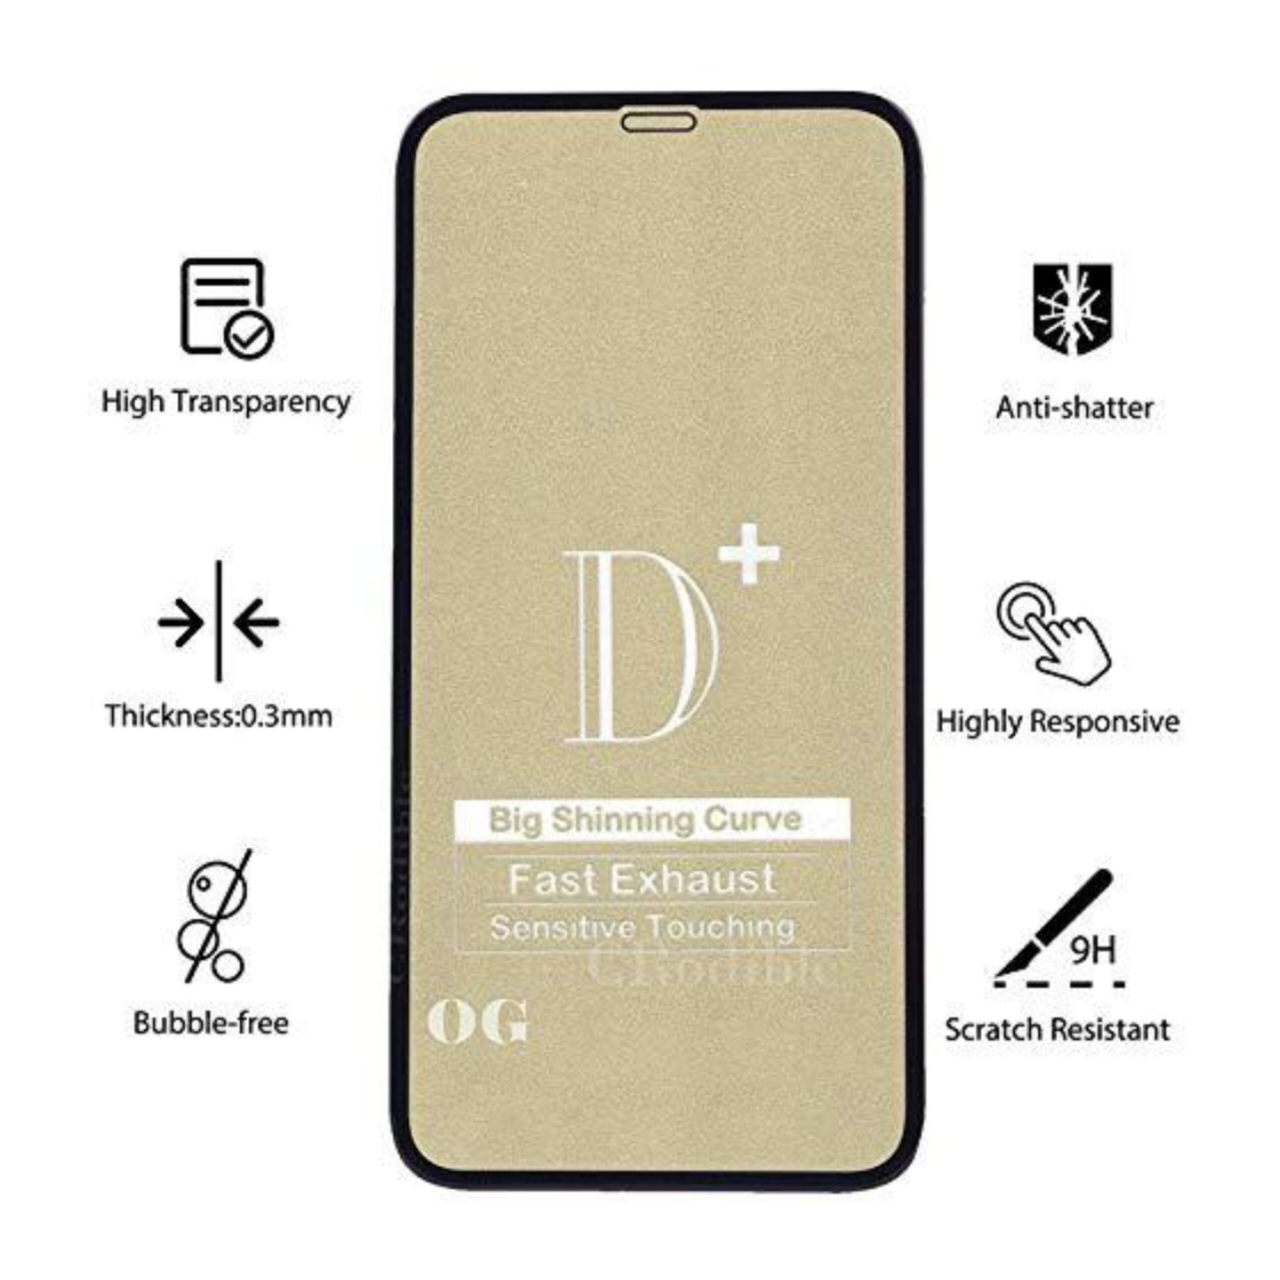 High Transparency
Anti-shatter
D+
Thickness:0.3mm
Highly Responsive
Big Shinning Curve
Fast Exhaust
Sensitive Touching
CRodible
9H
OG
Bubble-free
Scratch Resistant